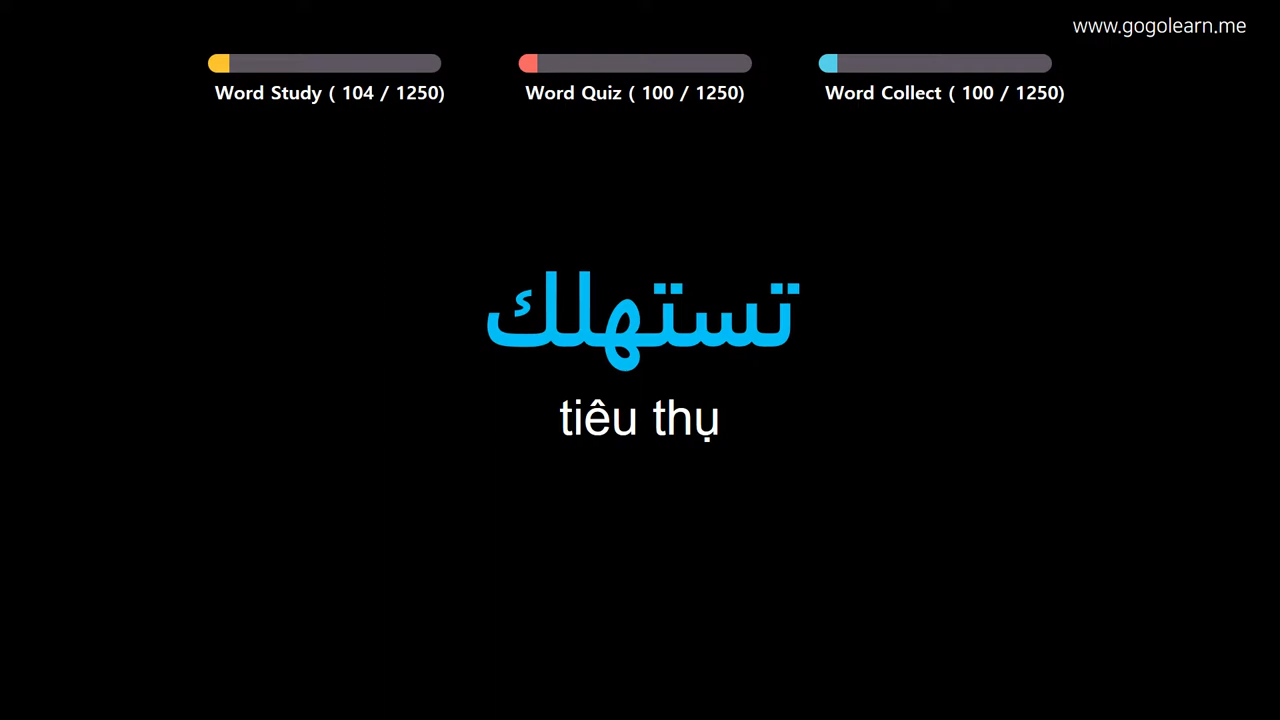 www.gogolearn.me
Word Study ( 104 / 1250)
Word Quiz ( 100 / 1250)
Word Collect ( 100 / 1250)
تستهلك
tiêu thụ